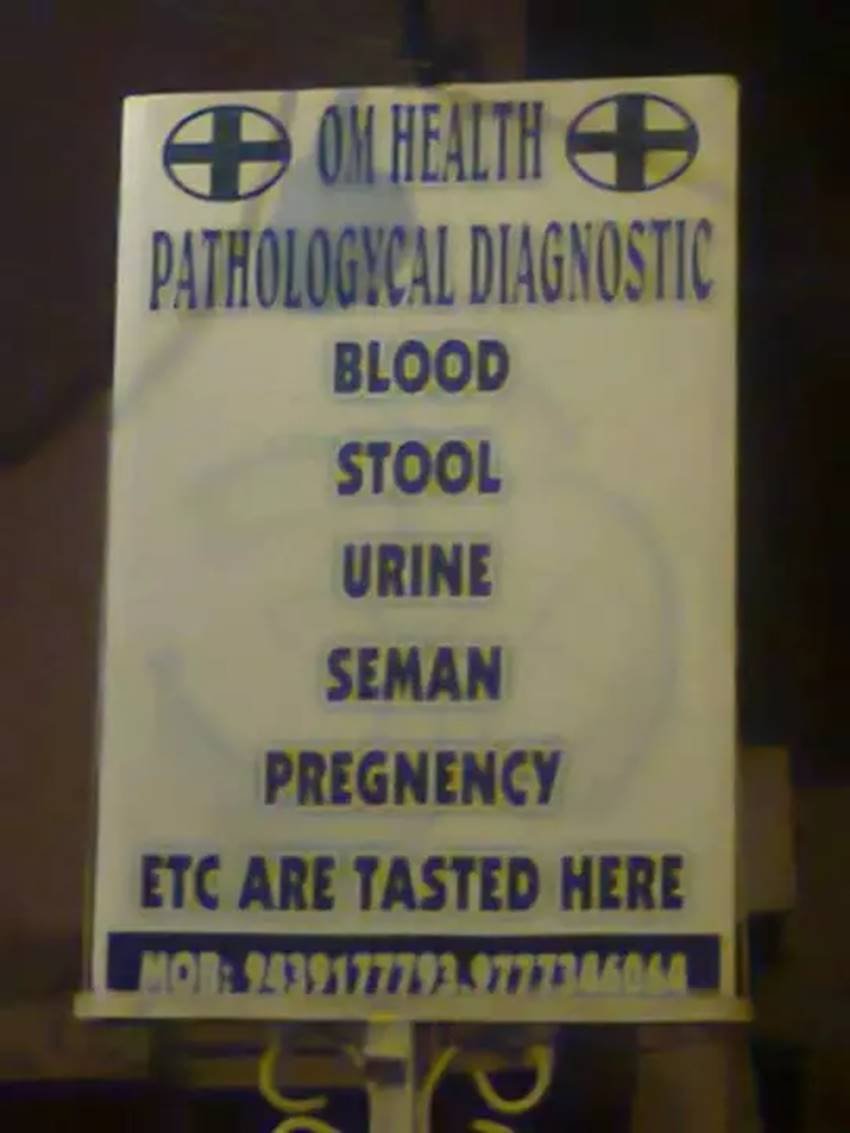 OM HEALTH
PATHOLOGYCAL DIAGNOSTIC
BLOOD
STOOL
URINE
SEMAN
PREGNENCY
ETC ARE TASTED HERE
MOB: